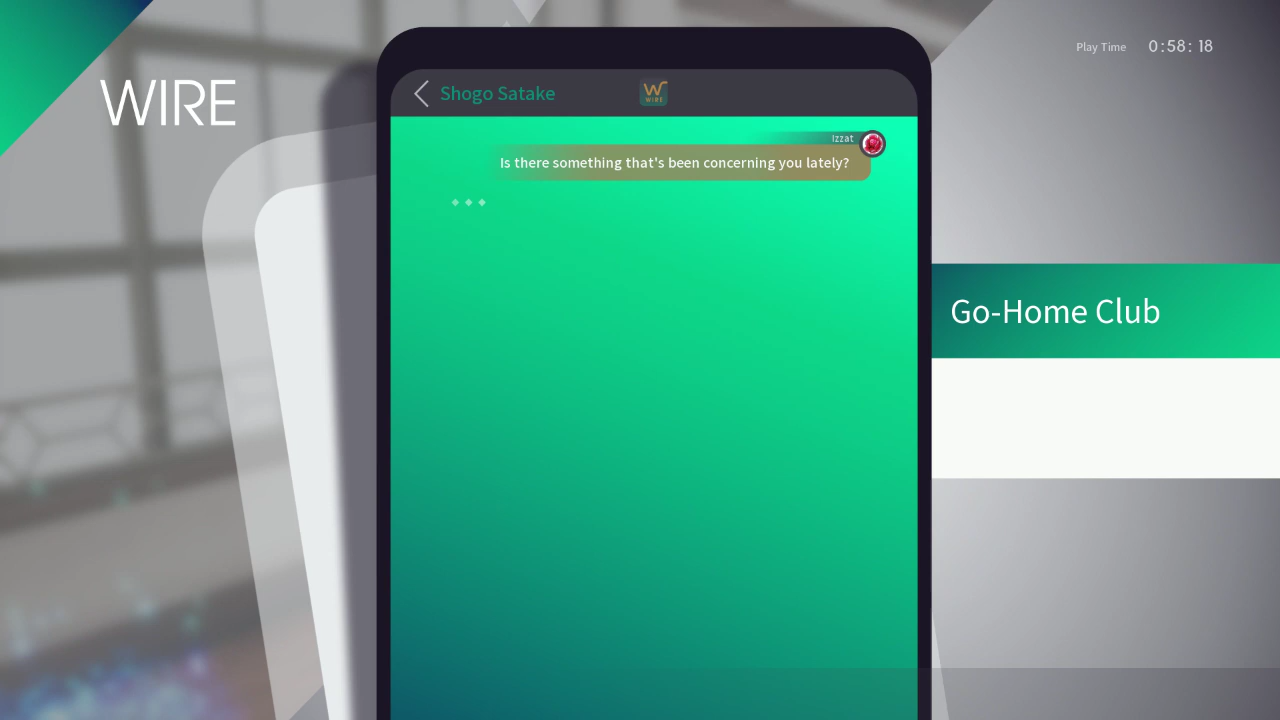 WIRE
Play Time 0:58:18
Shogo Satake
W
WIRE
Izzat
Is there something that's been concerning you lately?
Go-Home Club